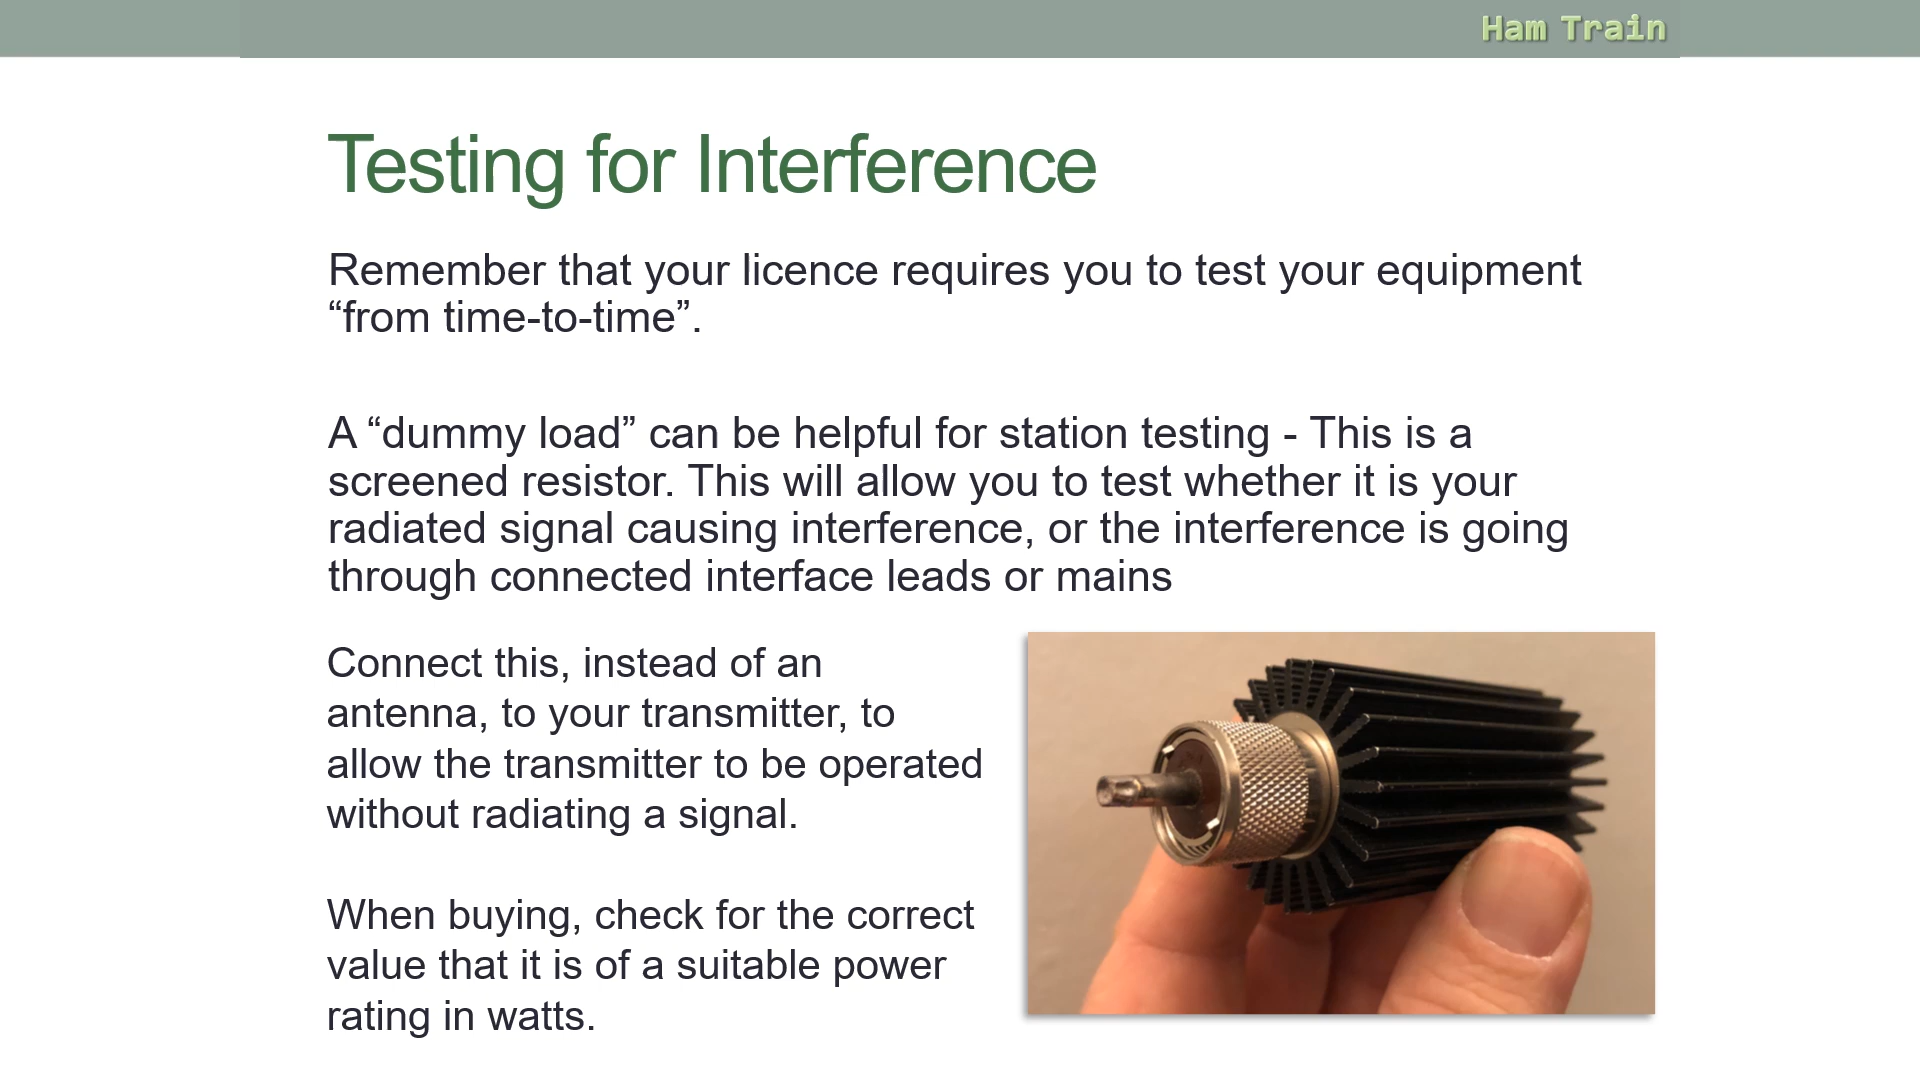 Ham Train
Testing for Interference
Remember that your licence requires you to test your equipment
“from time-to-time”.
A “dummy load” can be helpful for station testing - This is a
screened resistor. This will allow you to test whether it is your
radiated signal causing interference, or the interference is going
through connected interface leads or mains
Connect this, instead of an
antenna, to your transmitter, to
allow the transmitter to be operated
without radiating a signal.
When buying, check for the correct
value that it is of a suitable power
rating in watts.